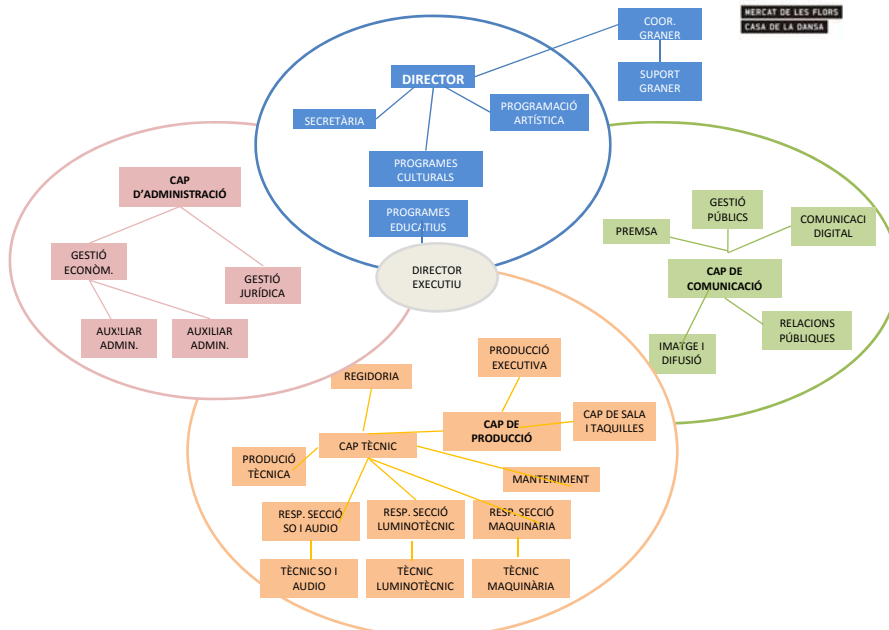 MERCAT DE LES FLORS
CASA DE LA DANSA
COOR.
GRANER
SUPORT
GRANER
DIRECTOR
SECRETÀRIA
PROGRAMACIÓ
ARTÍSTICA
PROGRAMES
CULTURALS
PROGRAMES
EDUCATIUS
DIRECTOR
EXECUTIU
CAP
D'ADMINISTRACIÓ
GESTIÓ
ECONÒM.
GESTIÓ
JURÍDICA
AUXILIAR
ADMIN.
AUXILIAR
ADMIN.
GESTIÓ
PÚBLICS
PREMSA
COMUNICACI
DIGITAL
CAP DE
COMUNICACIÓ
IMATGE I
DIFUSIÓ
RELACIONS
PÚBLIQUES
REGIDORIA
PRODUCCIÓ
EXECUTIVA
CAP DE
PRODUCCIÓ
CAP DE SALA
I TAQUILLES
CAP TÈCNIC
PRODUCIÓ
TÈCNICA
MANTENIMENT
RESP. SECCIÓ
SO I AUDIO
RESP. SECCIÓ
LUMINOTÈCNIC
RESP. SECCIÓ
MAQUINÀRIA
TÈCNIC SO I
AUDIO
TÈCNIC
LUMINOTÈCNIC
TÈCNIC
MAQUINÀRIA